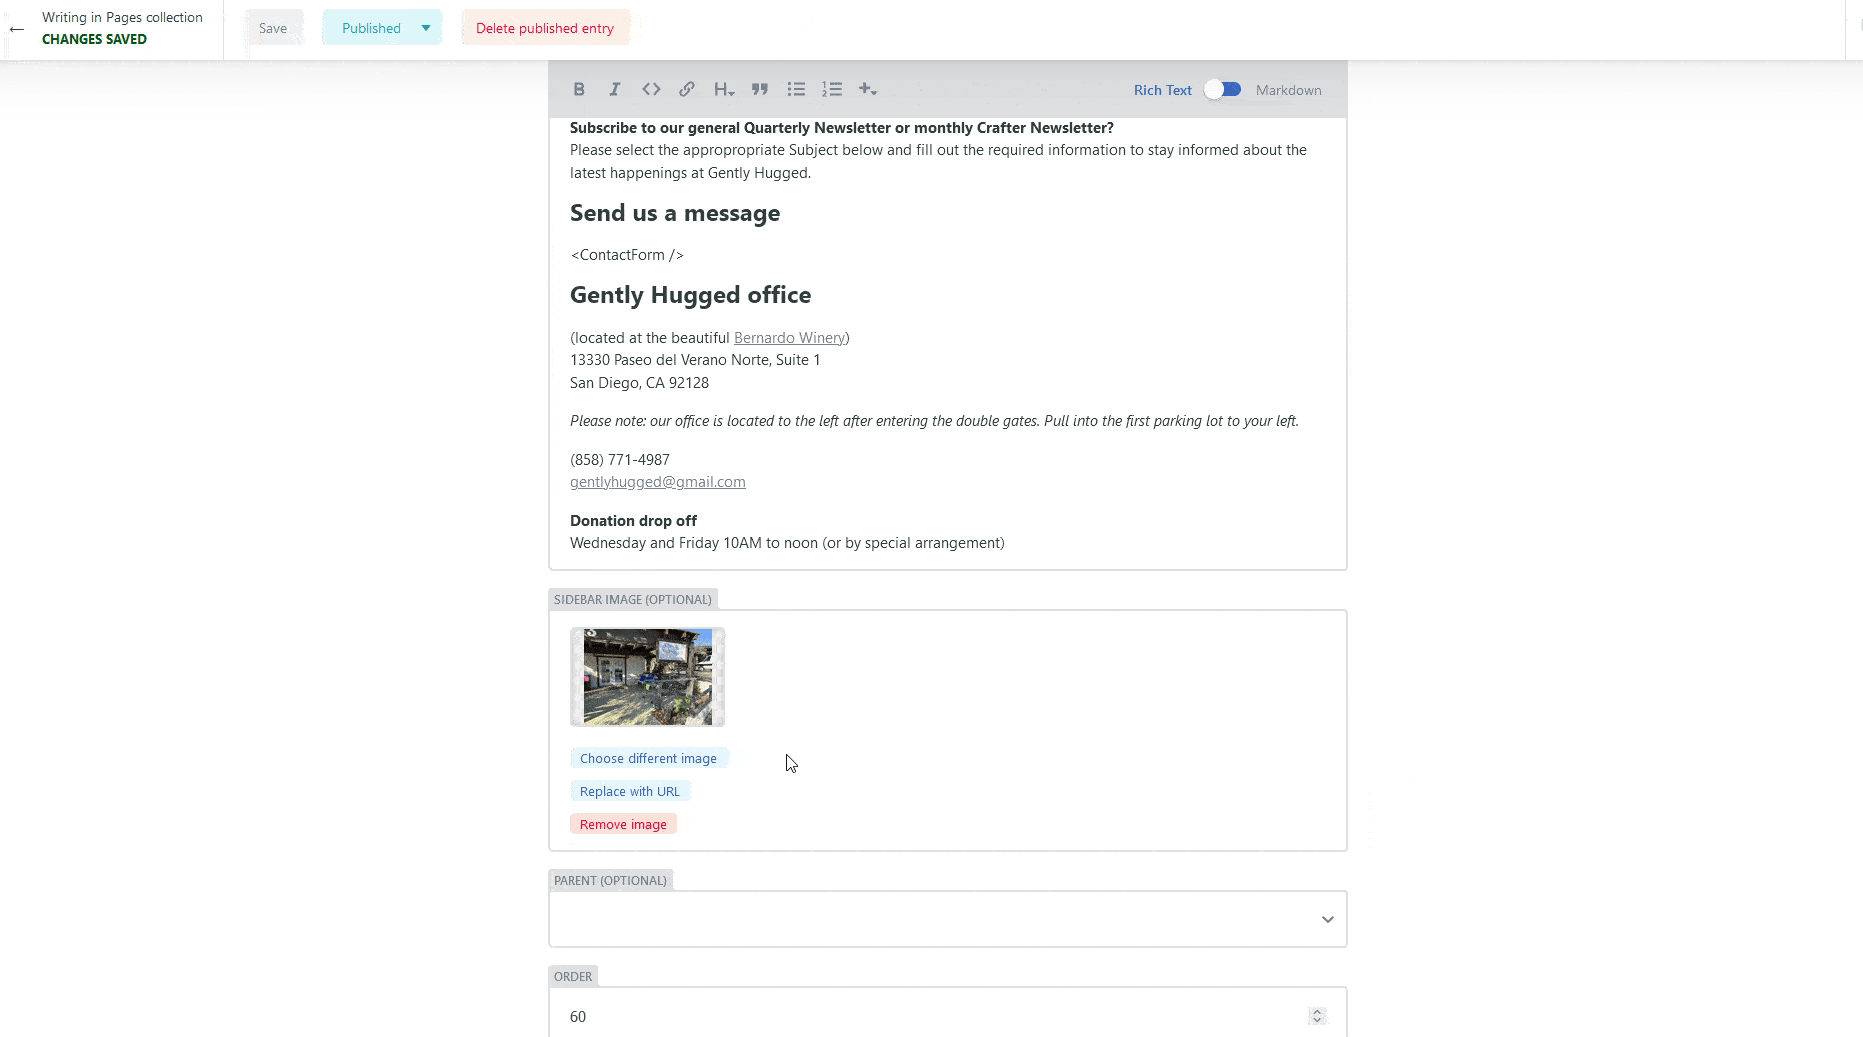 Writing in Pages collection
CHANGES SAVED
Save
Published
Delete published entry
Rich Text
Markdown
Subscribe to our general Quarterly Newsletter or monthly Crafter Newsletter?
Please select the appropropriate Subject below and fill out the required information to stay informed about the
latest happenings at Gently Hugged.
Send us a message
<ContactForm />
Gently Hugged office
(located at the beautiful Bernardo Winery)
13330 Paseo del Verano Norte, Suite 1
San Diego, CA 92128
Please note: our office is located to the left after entering the double gates. Pull into the first parking lot to your left.
(858) 771-4987
gentlyhugged@gmail.com
Donation drop off
Wednesday and Friday 10AM to noon (or by special arrangement)
SIDEBAR IMAGE (OPTIONAL)
Choose different image
Replace with URL
Remove image
PARENT (OPTIONAL)
ORDER
60